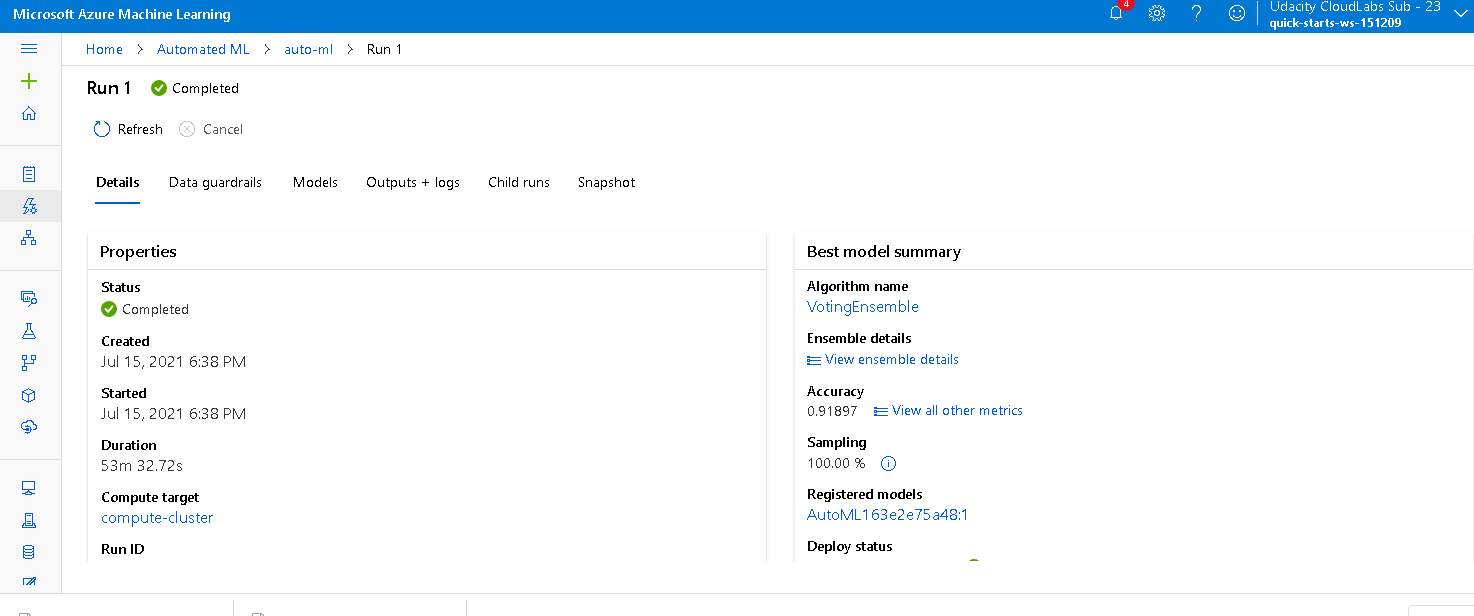 Microsoft Azure Machine Learning
4
Udacity CloudLabs Sub - 23
quick-starts-ws-151209
Home > Automated ML > auto-ml > Run 1
Run 1 Completed
Refresh Cancel
Details Data guardrails Models Outputs + logs Child runs Snapshot
Properties
Status
Completed
Created
Jul 15, 2021 6:38 PM
Started
Jul 15, 2021 6:38 PM
Duration
53m 32.72s
Compute target
compute-cluster
Run ID
Best model summary
Algorithm name
VotingEnsemble
Ensemble details
View ensemble details
Accuracy
0.91897 View all other metrics
Sampling
100.00 %
Registered models
AutoML163e2e75a48:1
Deploy status